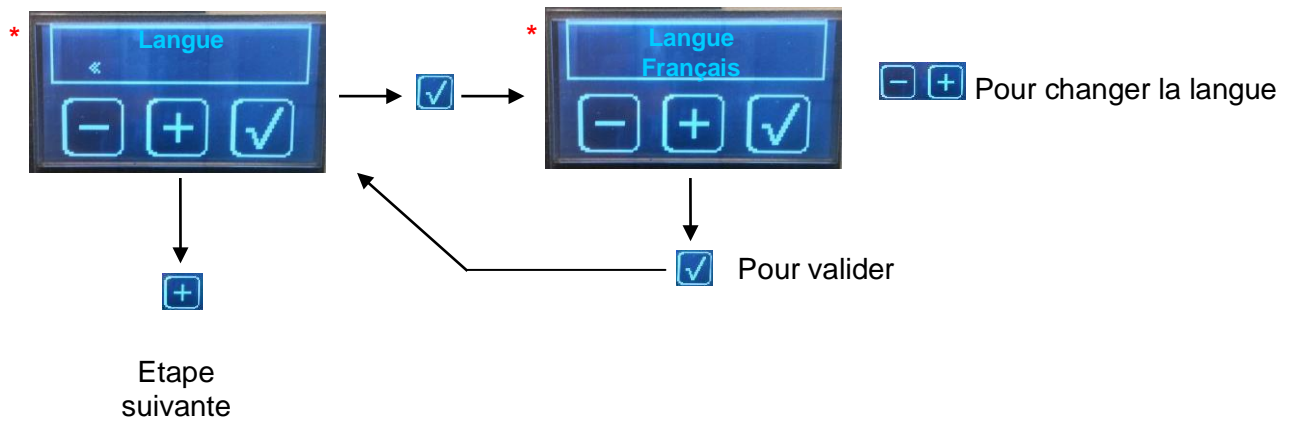 *
Langue
«
*
Langue
Français
Pour changer la langue
Pour valider
Etape
suivante